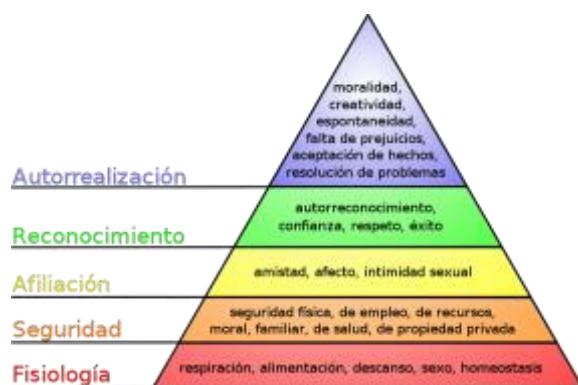 moralidad,
creatividad,
espontaneidad,
falta de prejuicios,
aceptación de hechos,
resolución de problemas
Autorrealización
autorreconocimiento,
confianza, respeto, éxito
Reconocimiento
amistad, afecto, intimidad sexual
Afiliación
seguridad física, de empleo, de recursos,
moral, familiar, de salud, de propiedad privada
Seguridad
respiración, alimentación, descanso, sexo, homeostasis
Fisiología